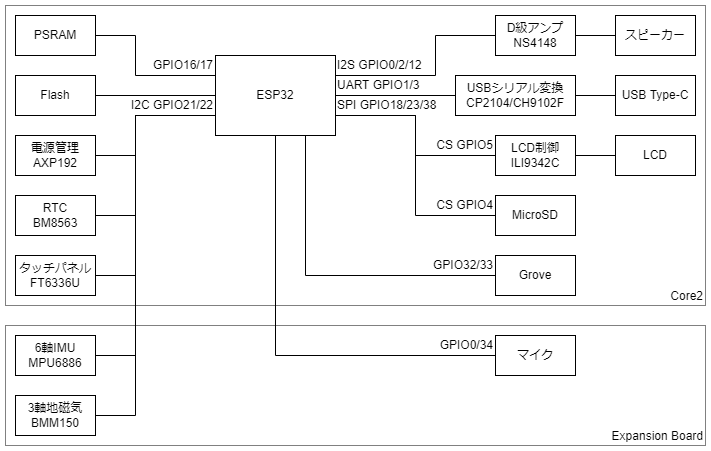 PSRAM
D級アンプ
NS4148
スピーカー
GPIO16/17
I2S GPIO0/2/12
Flash
ESP32
UART GPIO1/3
USBシリアル変換
CP2104/CH9102F
USB Type-C
I2C GPIO21/22
SPI GPIO18/23/38
電源管理
AXP192
CS GPIO5
LCD制御
ILI9342C
LCD
RTC
BM8563
CS GPIO4
MicroSD
タッチパネル
FT6336U
GPIO32/33
Grove
Core2
6軸IMU
MPU6886
GPIO0/34
マイク
3軸地磁気
BMM150
Expansion Board